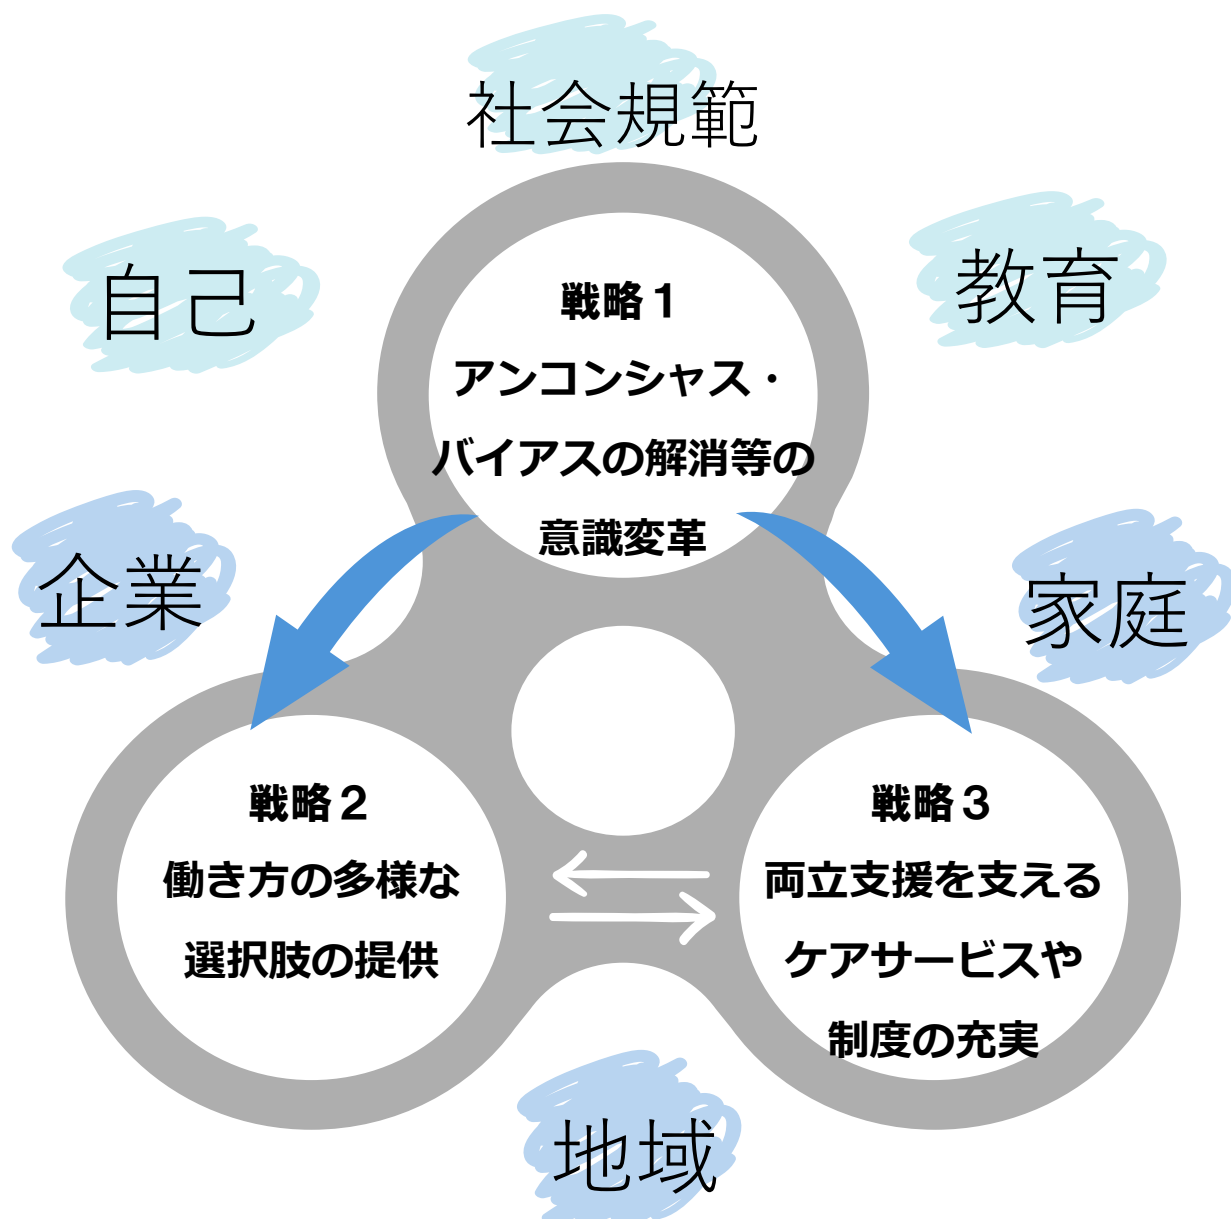 社会規範
自己
教育
戦略１
アンコンシャス・
バイアスの解消等の
意識変革
企業
家庭
戦略２
働き方の多様な
選択肢の提供
戦略３
両立支援を支える
ケアサービスや
制度の充実
地域